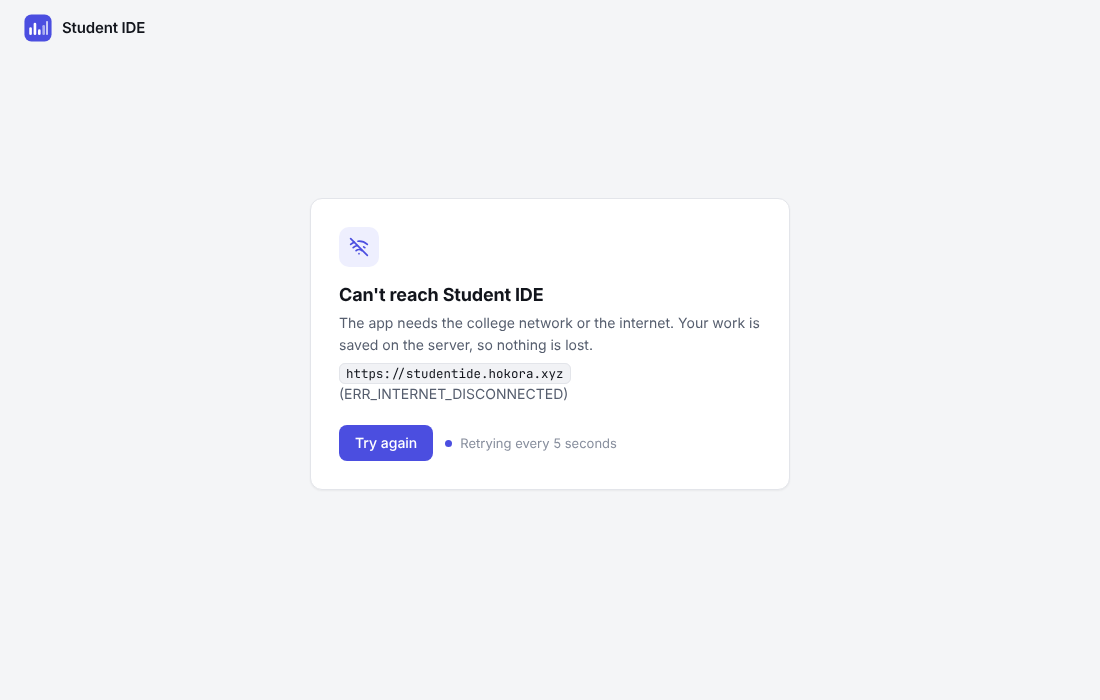 Student IDE
Can't reach Student IDE
The app needs the college network or the internet. Your work is
saved on the server, so nothing is lost.
https://studentide.hokora.xyz
(ERR_INTERNET_DISCONNECTED)
Try again
Retrying every 5 seconds